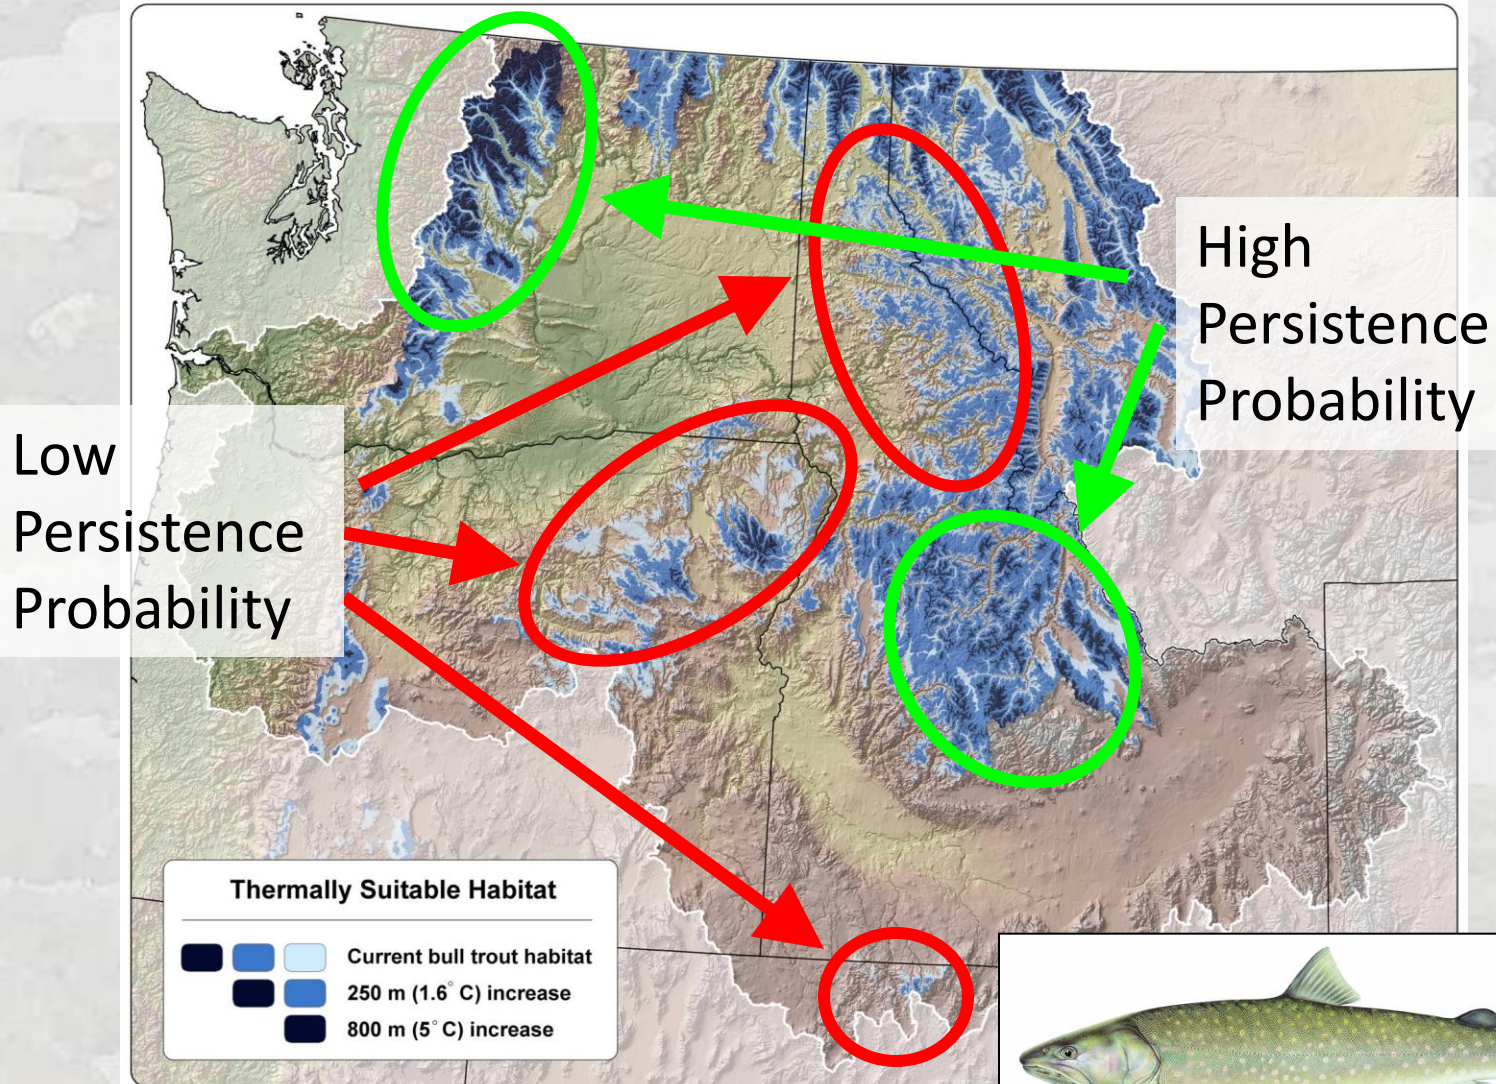 High
Persistence
Probability
Low
Persistence
Probability
Thermally Suitable Habitat
Current bull trout habitat
250 m (1.6° C) increase
800 m (5° C) increase